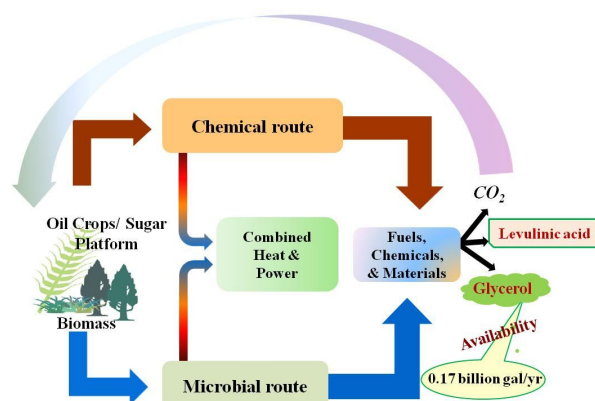 Chemical route
CO2
Oil Crops/ Sugar
Platform
Combined
Heat &
Power
Fuels,
Chemicals,
& Materials
Levulinic acid
Glycerol
Biomass
Availability
0.17 billion gal/yr
Microbial route